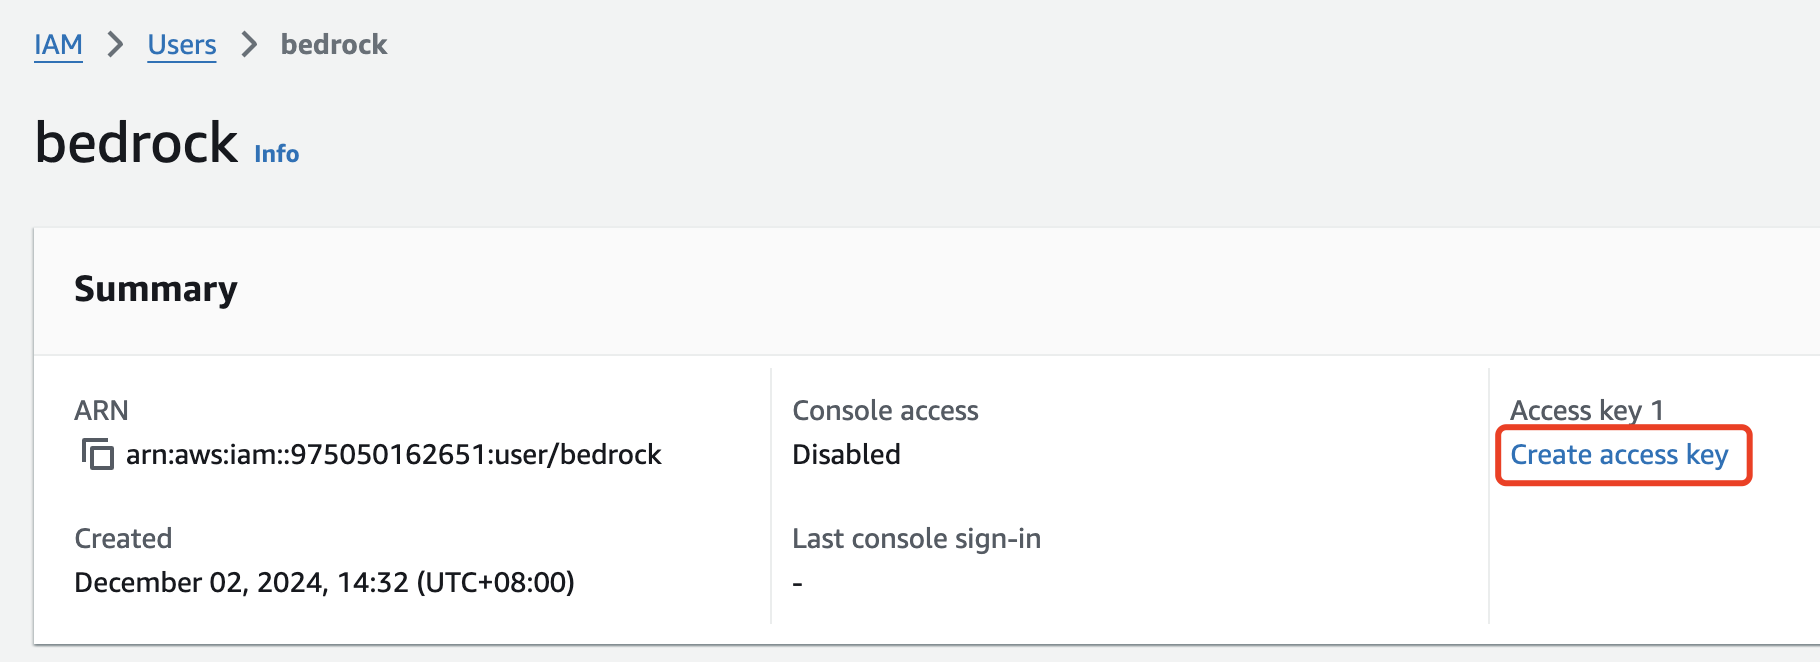 IAM > Users > bedrock
bedrock Info
Summary
ARN
arn:aws:iam::975050162651:user/bedrock
Created
December 02, 2024, 14:32 (UTC+08:00)
Console access
Disabled
Last console sign-in
-
Access key 1
Create access key